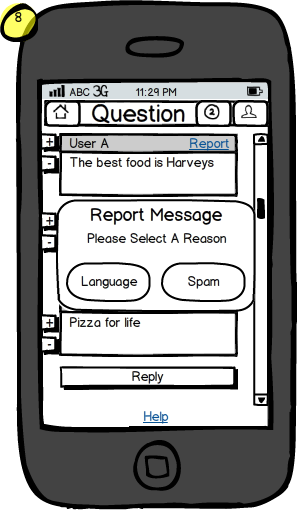 8
ABC 3G 11:29 PM
Question 2
+ User A Report
- The best food is Harveys
+
-
Report Message
Please Select A Reason
Language Spam
+ Pizza for life
-
Reply
Help